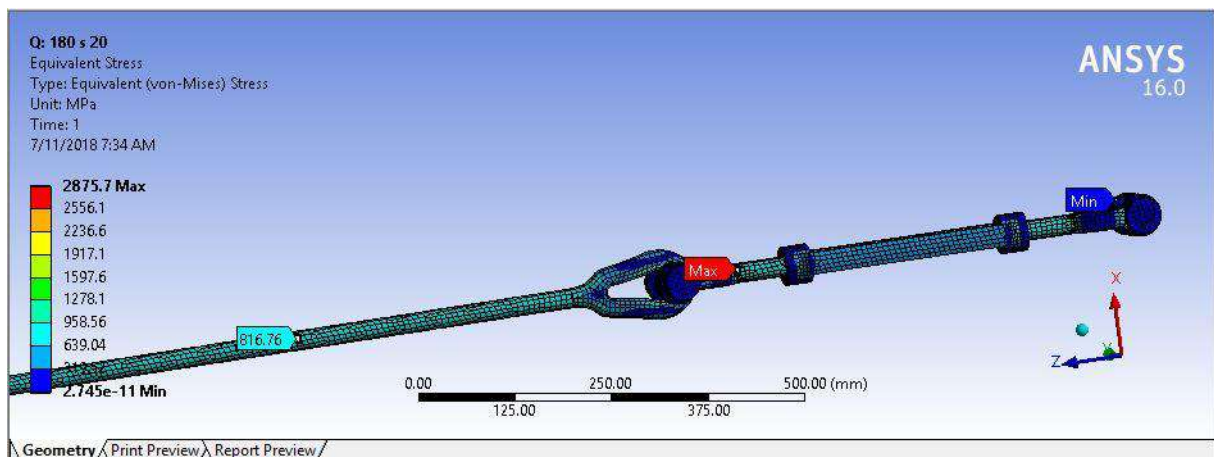 Q: 180 s 20
Equivalent Stress
Type: Equivalent (von-Mises) Stress
Unit: MPa
Time: 1
7/11/2018 7:34 AM
ANSYS
16.0
2875.7 Max
2556.1
2236.6
1917.1
1597.6
1278.1
958.56
639.04
2.745e-11 Min
816.76
Max
Min
X
Y
Z
0.00 250.00 500.00 (mm)
125.00 375.00
Geometry Print Preview Report Preview